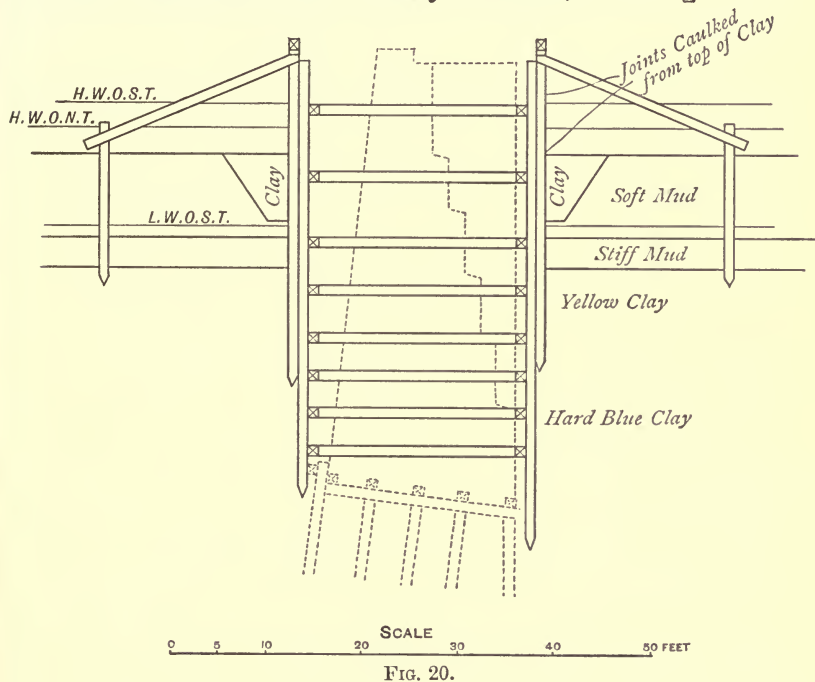 Joints Caulked
from top of Clay
H.W.O.S.T.
H.W.O.N.T.
Clay
Clay
Soft Mud
L.W.O.S.T.
Stiff Mud
Yellow Clay
Hard Blue Clay
SCALE
0 5 10 20 30 40 50 FEET
FIG. 20.